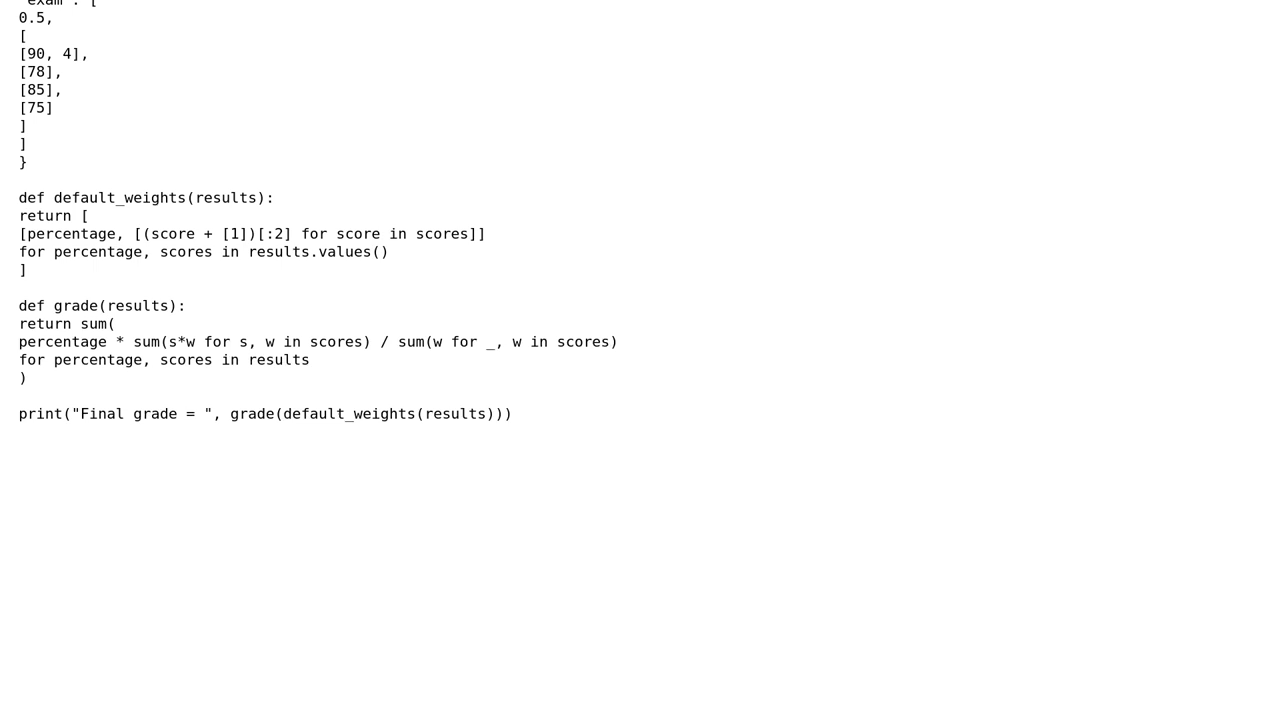 "exam": [
0.5,
[
[90, 4],
[78],
[85],
[75]
]
]
}
def default_weights(results):
return [
[percentage, [(score + [1])[:2] for score in scores]]
for percentage, scores in results.values()
]
def grade(results):
return sum(
percentage * sum(s*w for s, w in scores) / sum(w for _, w in scores)
for percentage, scores in results
)
print("Final grade = ", grade(default_weights(results)))